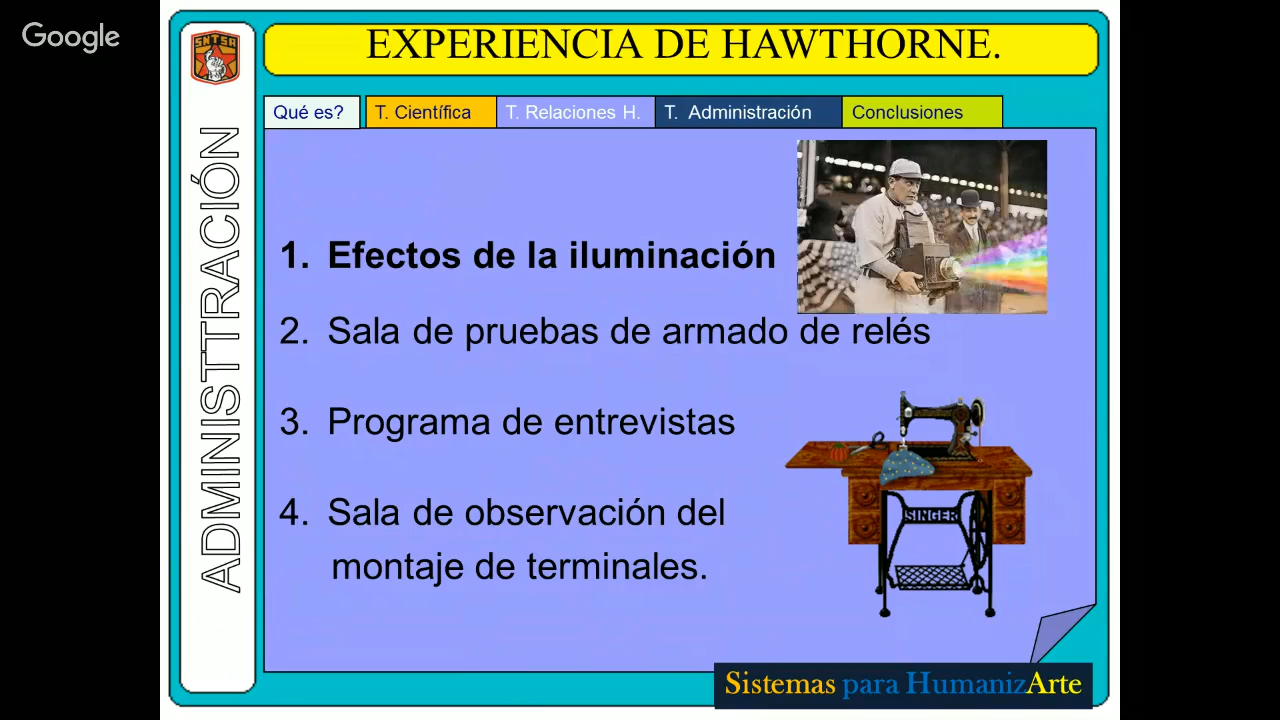 Google
SNTSA
EXPERIENCIA DE HAWTHORNE.
Qué es?
T. Científica
T. Relaciones H.
T. Administración
Conclusiones
ADMINISTTRACIÓN
1. Efectos de la iluminación
2. Sala de pruebas de armado de relés
3. Programa de entrevistas
4. Sala de observación del
montaje de terminales.
SINGER
Sistemas para HumanizArte